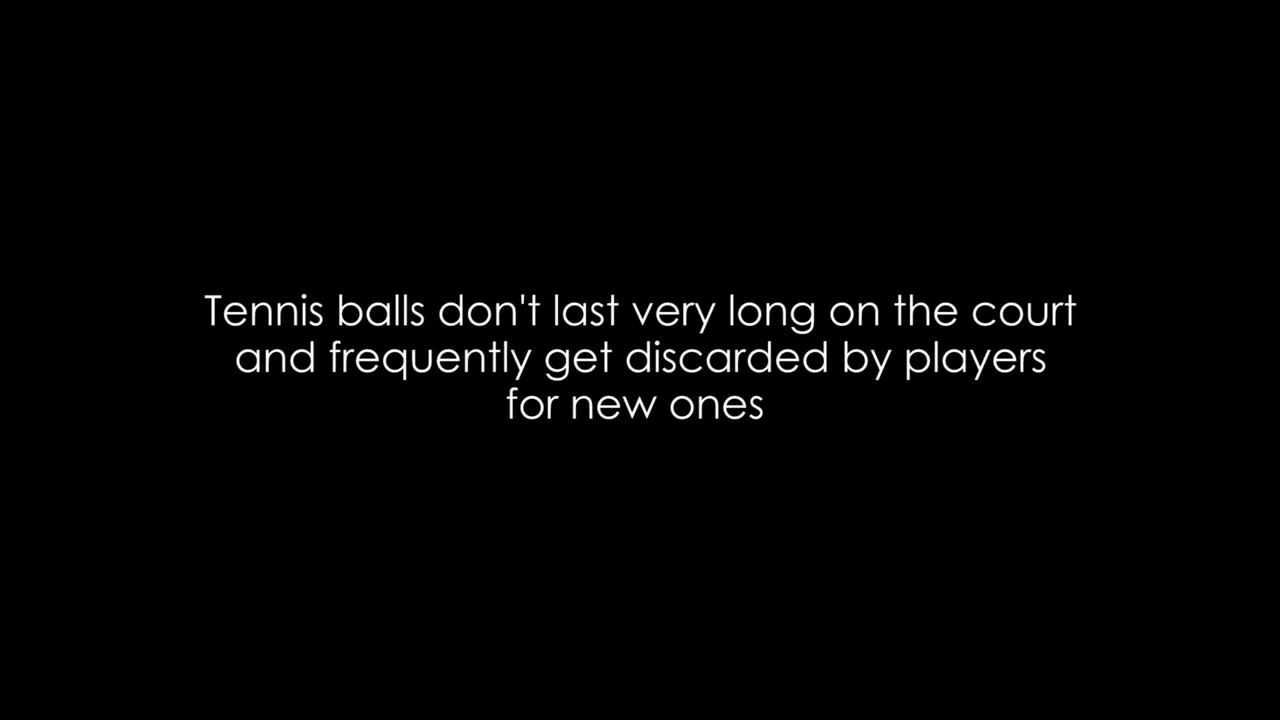 Tennis balls don't last very long on the court
and frequently get discarded by players
for new ones